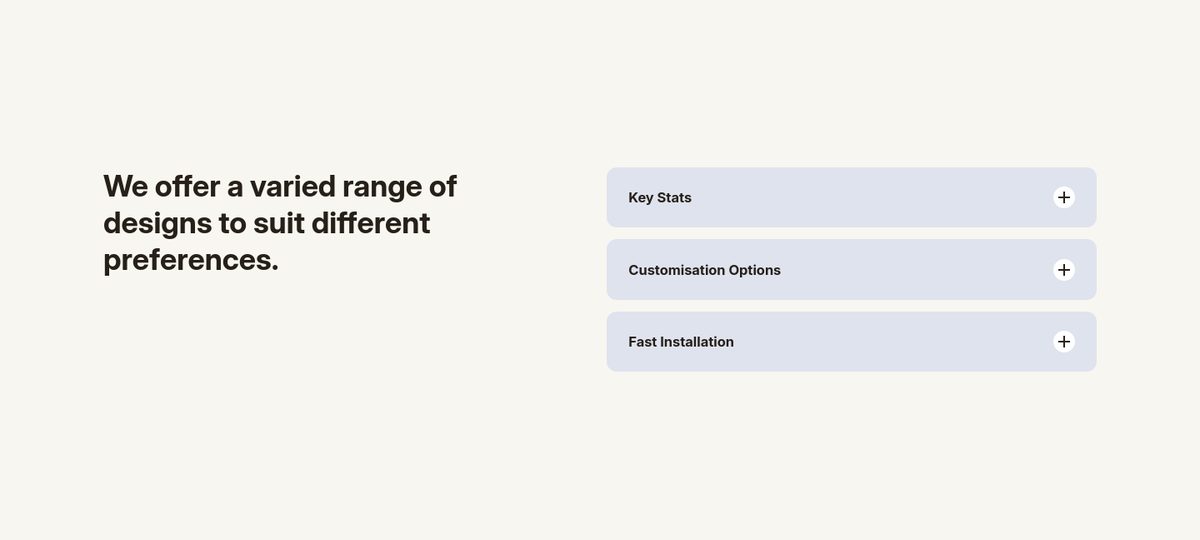 We offer a varied range of
designs to suit different
preferences.
Key Stats
Customisation Options
Fast Installation